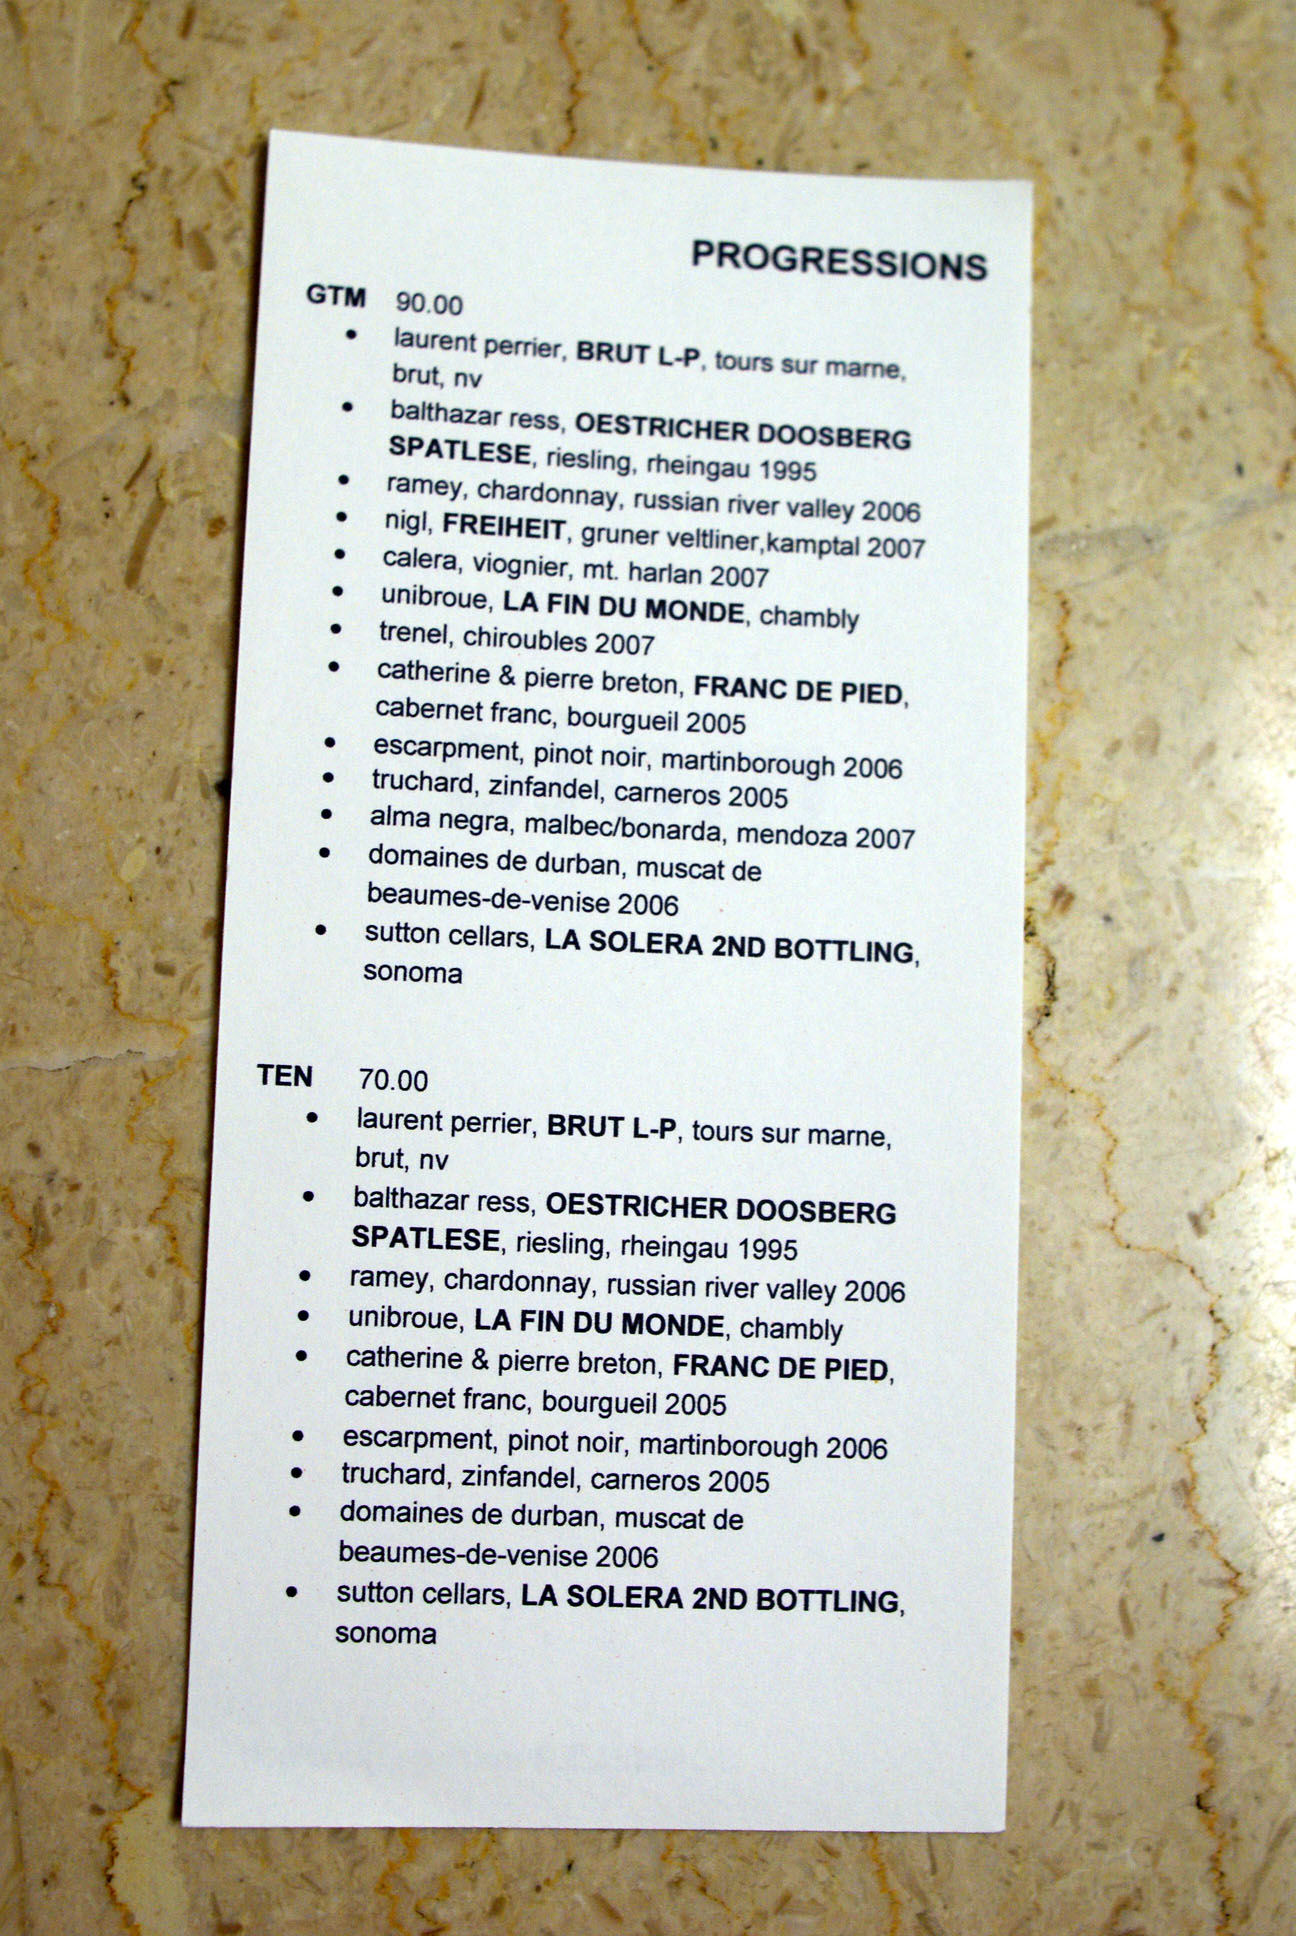 PROGRESSIONS
GTM 90.00
• laurent perrier, BRUT L-P, tours sur marne,
brut, nv
• balthazar ress, OESTRICHER DOOSBERG
SPATLESE, riesling, rheingau 1995
• ramey, chardonnay, russian river valley 2006
• nigl, FREIHEIT, gruner veltliner,kamptal 2007
• calera, viognier, mt. harlan 2007
• unibroue, LA FIN DU MONDE, chambly
• trenel, chiroubles 2007
• catherine & pierre breton, FRANC DE PIED,
cabernet franc, bourgueil 2005
• escarpment, pinot noir, martinborough 2006
• truchard, zinfandel, carneros 2005
• alma negra, malbec/bonarda, mendoza 2007
• domaines de durban, muscat de
beaumes-de-venise 2006
• sutton cellars, LA SOLERA 2ND BOTTLING,
sonoma
TEN 70.00
• laurent perrier, BRUT L-P, tours sur marne,
brut, nv
• balthazar ress, OESTRICHER DOOSBERG
SPATLESE, riesling, rheingau 1995
• ramey, chardonnay, russian river valley 2006
• unibroue, LA FIN DU MONDE, chambly
• catherine & pierre breton, FRANC DE PIED,
cabernet franc, bourgueil 2005
• escarpment, pinot noir, martinborough 2006
• truchard, zinfandel, carneros 2005
• domaines de durban, muscat de
beaumes-de-venise 2006
• sutton cellars, LA SOLERA 2ND BOTTLING,
sonoma